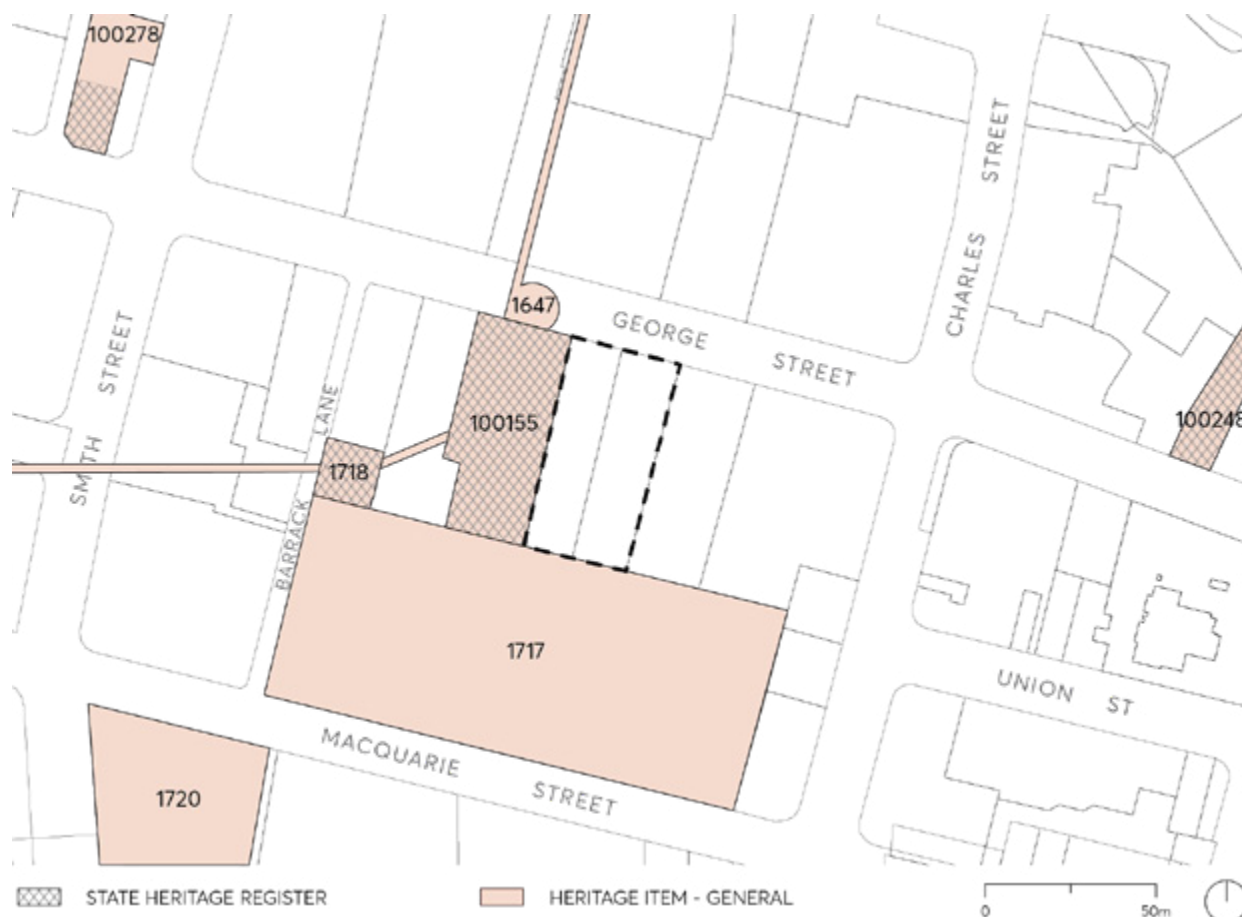 100278
CHARLES STREET
1647
GEORGE STREET
SMITH STREET
BARRACK LANE
100155
1718
100248
1717
UNION ST
MACQUARIE STREET
1720
STATE HERITAGE REGISTER
HERITAGE ITEM - GENERAL
0 50m